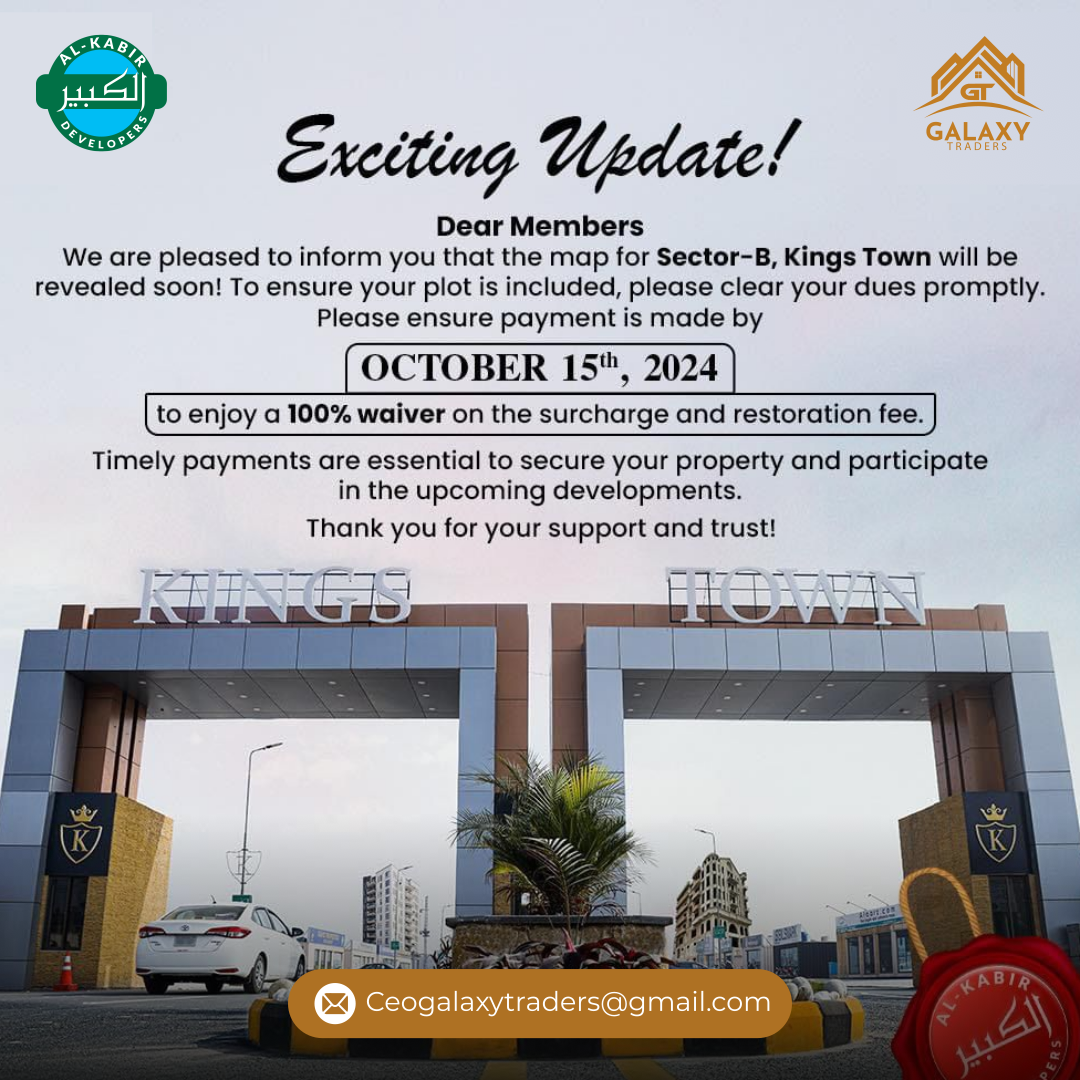 AL-KABIR
الكبير
DEVELOPERS
GT
GALAXY
TRADERS
Exciting Update!
Dear Members
We are pleased to inform you that the map for Sector-B, Kings Town will be
revealed soon! To ensure your plot is included, please clear your dues promptly.
Please ensure payment is made by
OCTOBER 15th, 2024
to enjoy a 100% waiver on the surcharge and restoration fee.
Timely payments are essential to secure your property and participate
in the upcoming developments.
Thank you for your support and trust!
KINGS TOWN
K
K
Ceogalaxytraders@gmail.com
AL-KABIR
الكبير